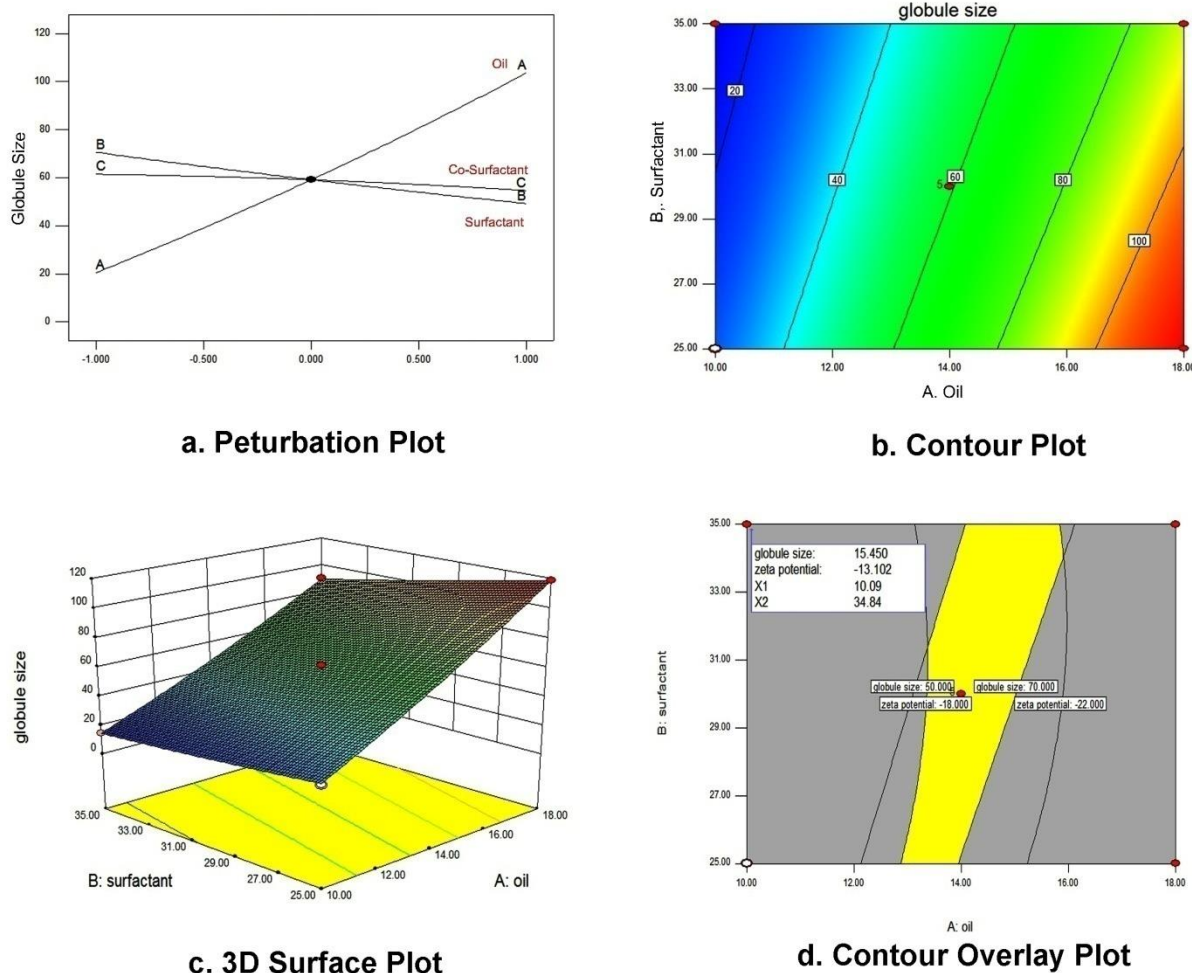 120
100
80
60
40
20
0
Globule Size
Oil
A
B
C
Co-Surfactant
C
B
Surfactant
A
-1.000
-0.500
0.000
0.500
1.000
a. Peturbation Plot
globule size
35.00
33.00
31.00
29.00
27.00
25.00
B,. Surfactant
20
40
5
60
80
100
10.00
12.00
14.00
16.00
18.00
A. Oil
b. Contour Plot
120
100
80
60
40
20
0
globule size
35.00
33.00
31.00
29.00
27.00
25.00
B: surfactant
10.00
12.00
14.00
16.00
18.00
A: oil
c. 3D Surface Plot
35.00
33.00
31.00
29.00
27.00
25.00
B: surfactant
globule size: 15.450
zeta potential: -13.102
X1 10.09
X2 34.84
globule size: 50.000
globule size: 70.000
zeta potential: -18.000
zeta potential: -22.000
10.00
12.00
14.00
16.00
18.00
A: oil
d. Contour Overlay Plot